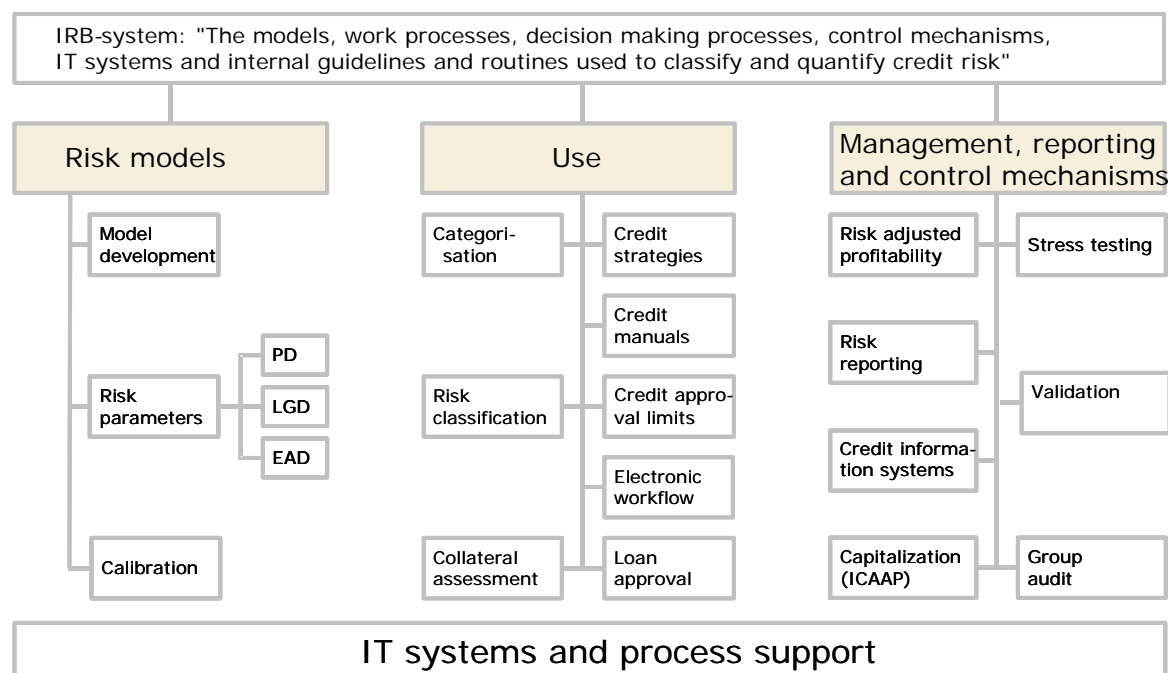 IRB-system: "The models, work processes, decision making processes, control mechanisms,
IT systems and internal guidelines and routines used to classify and quantify credit risk"
Risk models
Model
development
Risk
parameters
PD
LGD
EAD
Calibration
Use
Categori-
sation
Credit
strategies
Credit
manuals
Risk
classification
Credit appro-
val limits
Electronic
workflow
Collateral
assessment
Loan
approval
Management, reporting
and control mechanisms
Risk adjusted
profitability
Stress testing
Risk
reporting
Validation
Credit informa-
tion systems
Capitalization
(ICAAP)
Group
audit
IT systems and process support